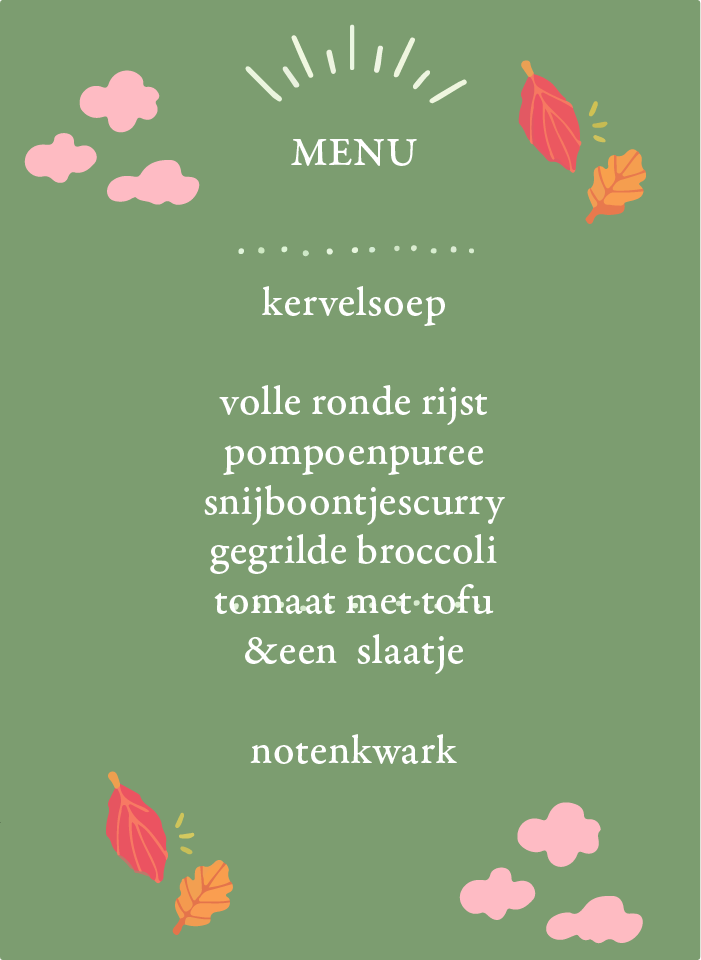 MENU
kervelsoep
volle ronde rijst
pompoenpuree
snijboontjescurry
gegrilde broccoli
tomaat met tofu
&een slaatje
notenkwark